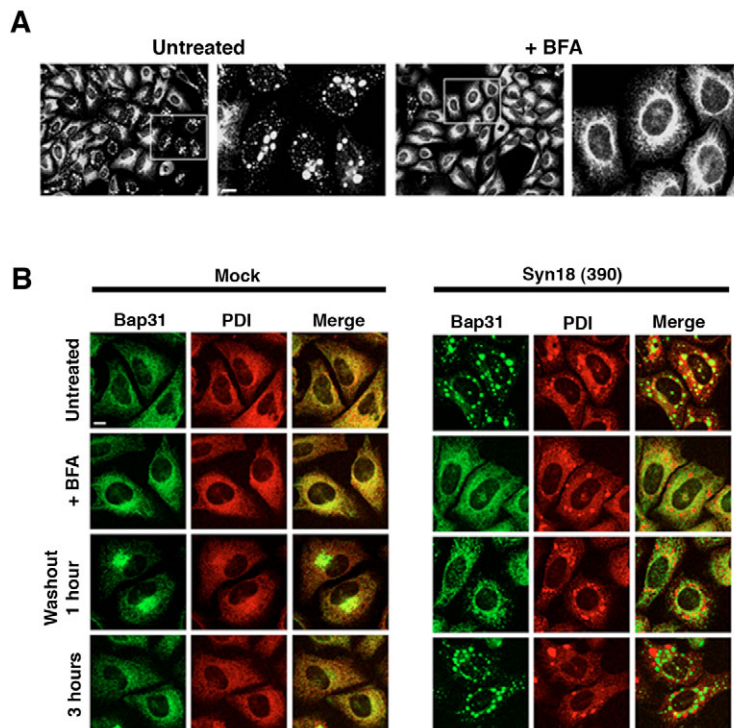 A
Untreated
+ BFA
B
Mock
Syn18 (390)
Bap31
PDI
Merge
Bap31
PDI
Merge
Untreated
+ BFA
Washout
1 hour
3 hours